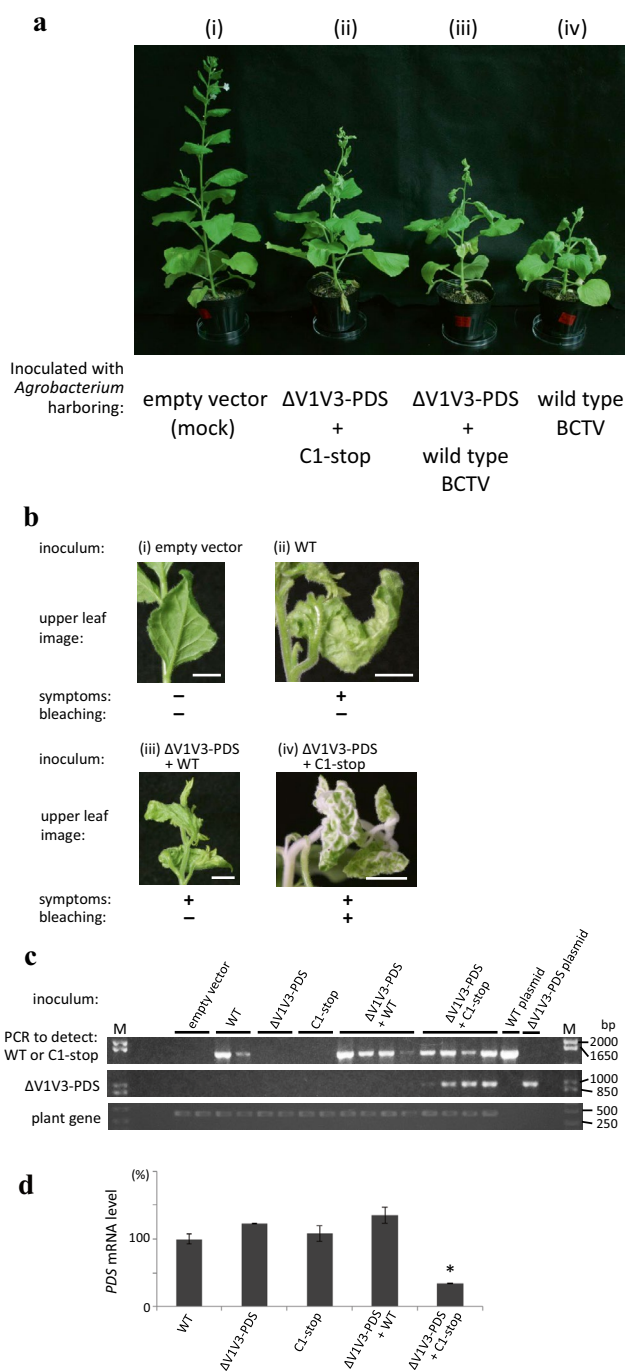 a
(i) (ii) (iii) (iv)
Inoculated with
Agrobacterium
harboring:
empty vector
(mock)
ΔV1V3-PDS
+
C1-stop
ΔV1V3-PDS
+
wild type
BCTV
wild type
BCTV
b
inoculum: (i) empty vector (ii) WT
upper leaf
image:
symptoms: – +
bleaching: – –
inoculum: (iii) ΔV1V3-PDS
+ WT
(iv) ΔV1V3-PDS
+ C1-stop
upper leaf
image:
symptoms: + +
bleaching: – +
c
inoculum:
empty vector
WT
ΔV1V3-PDS
C1-stop
ΔV1V3-PDS
+ WT
ΔV1V3-PDS
+ C1-stop
WT plasmid
ΔV1V3-PDS plasmid
PCR to detect: M M bp
WT or C1-stop 2000
1650
ΔV1V3-PDS 1000
850
plant gene 500
250
d
(%)
PDS mRNA level
100
0
WT
ΔV1V3-PDS
C1-stop
ΔV1V3-PDS
+ WT
ΔV1V3-PDS
+ C1-stop
*